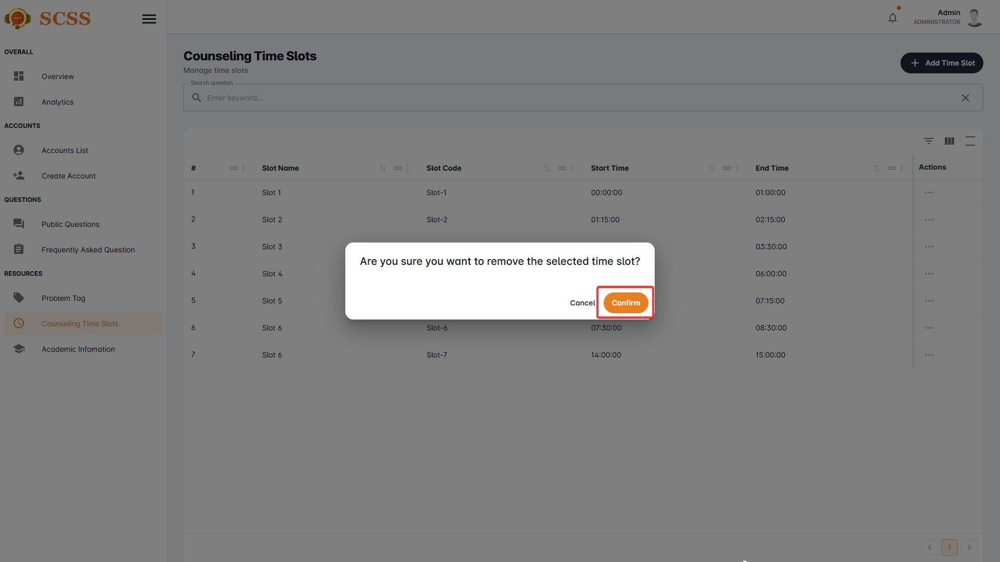 SCSS
Admin
ADMINISTRATOR
OVERALL
Overview
Analytics
ACCOUNTS
Accounts List
Create Account
QUESTIONS
Public Questions
Frequently Asked Question
RESOURCES
Problem Tag
Counseling Time Slots
Academic Infomation
Counseling Time Slots
Manage time slots
Add Time Slot
Search question
Enter keyword...
# Slot Name Slot Code Start Time End Time Actions
1 Slot 1 Slot-1 00:00:00 01:00:00
2 Slot 2 Slot-2 01:15:00 02:15:00
3 Slot 3 03:30:00
4 Slot 4 06:00:00
5 Slot 5 07:15:00
6 Slot 6 Slot-6 07:30:00 08:30:00
7 Slot 6 Slot-7 14:00:00 15:00:00
Are you sure you want to remove the selected time slot?
Cancel Confirm
1